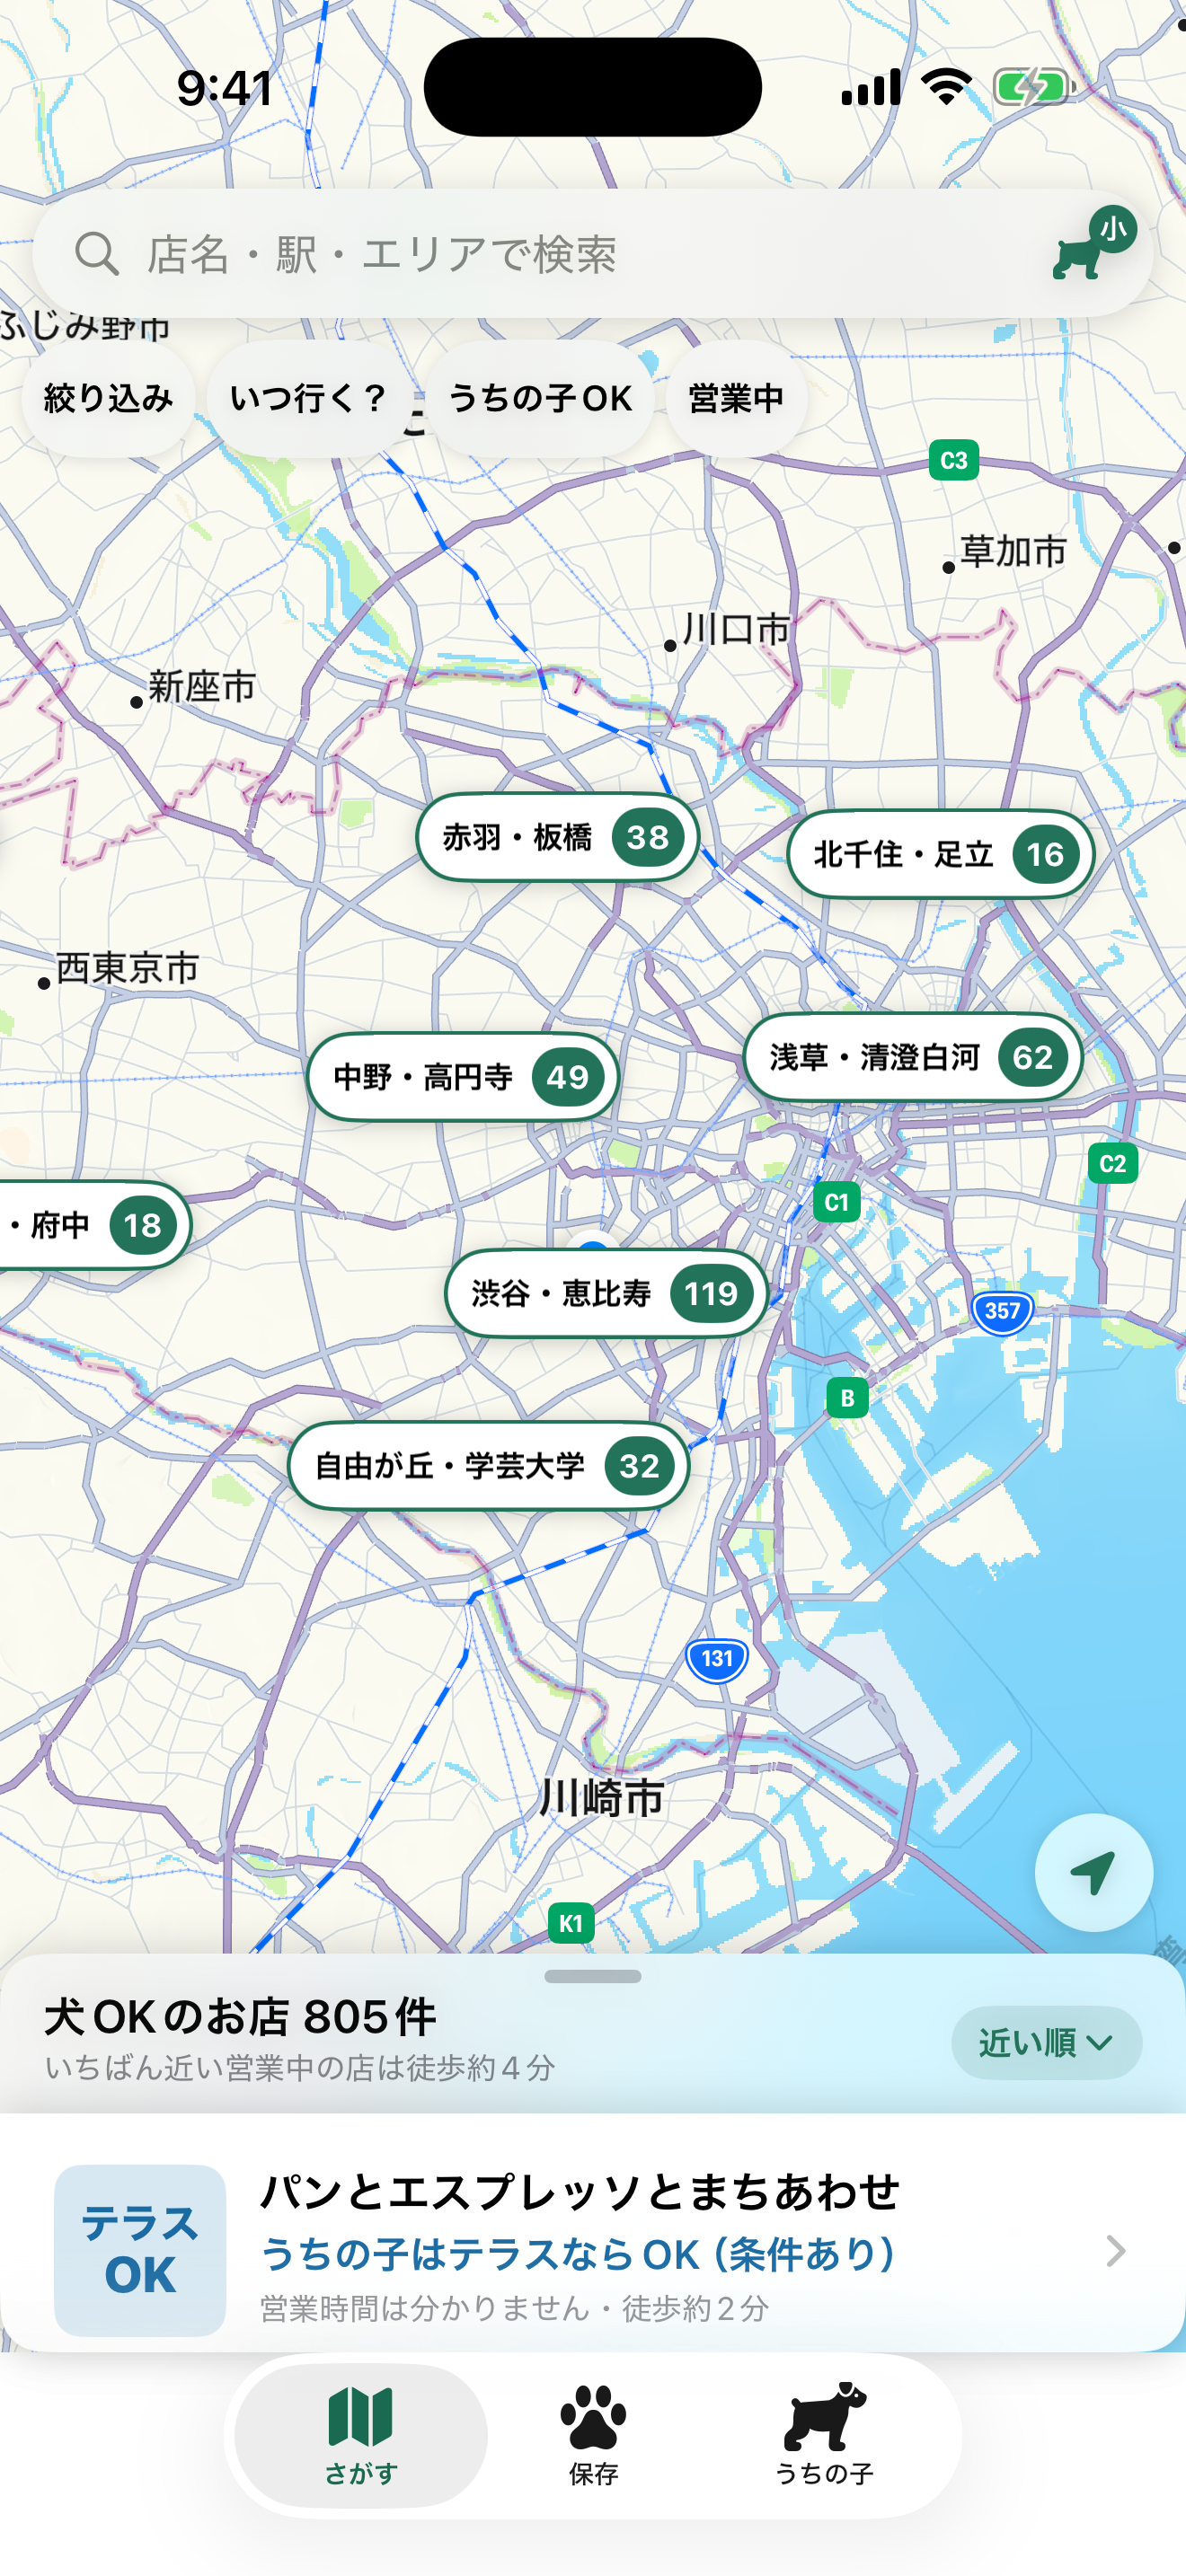 9:41
店名・駅・エリアで検索
小
ふじみ野市
絞り込み
いつ行く？
うちの子OK
営業中
C3
草加市
川口市
新座市
赤羽・板橋 38
北千住・足立 16
西東京市
浅草・清澄白河 62
中野・高円寺 49
C2
C1
・府中 18
渋谷・恵比寿 119
357
B
自由が丘・学芸大学 32
131
川崎市
K1
犬OKのお店 805件
いちばん近い営業中の店は徒歩約4分
近い順
テラス
OK
パンとエスプレッソとまちあわせ
うちの子はテラスならOK（条件あり）
営業時間は分かりません・徒歩約2分
さがす
保存
うちの子